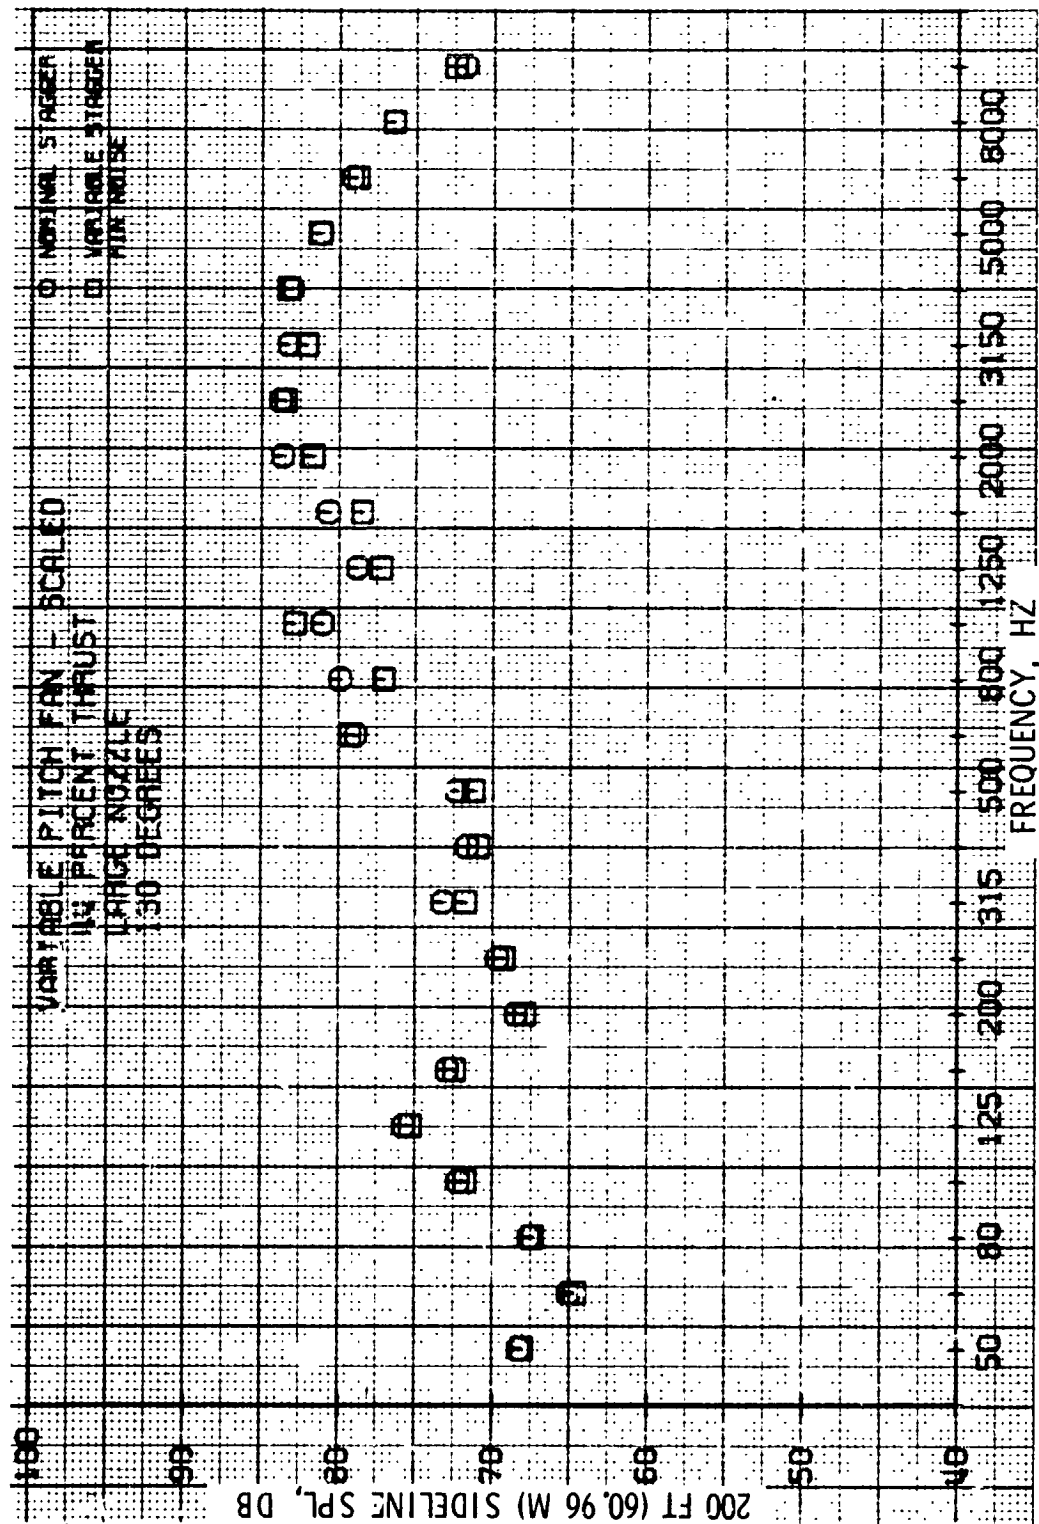 VARIABLE PITCH FAN - SCALED
44 PERCENT THRUST
LARGE NOZZLE
130 DEGREES
NOMINAL STAGGER
VARIABLE STAGGER
MIN NOISE
100
90
80
70
60
50
40
200 FT (60.96 M) SIDELINE SPL, DB
50 80 125 200 315 500 800 1250 2000 3150 5000 8000
FREQUENCY, HZ